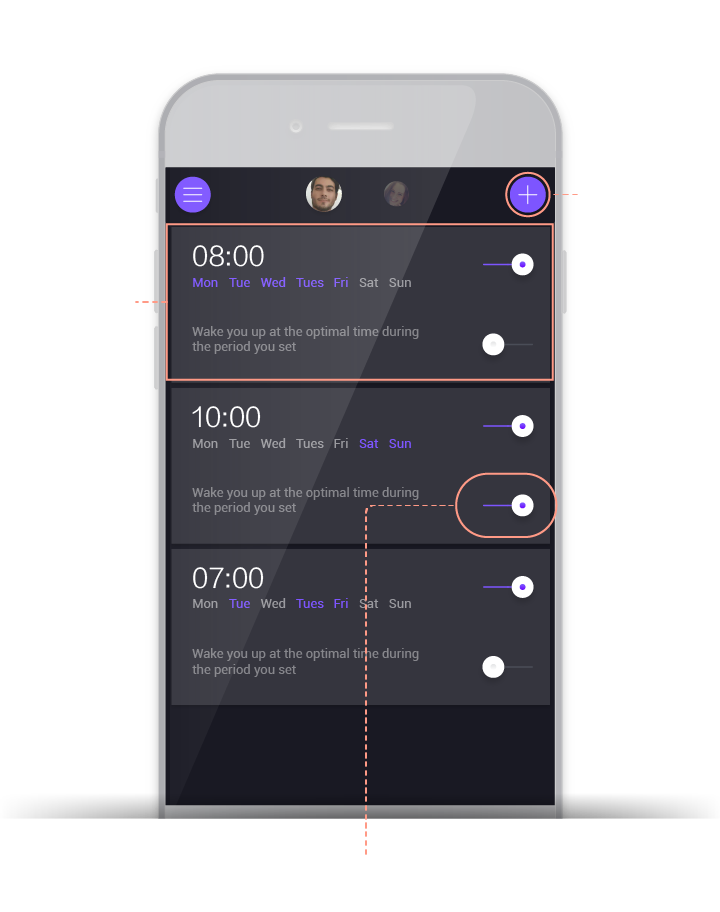 08:00
Mon Tue Wed Tues Fri Sat Sun
Wake you up at the optimal time during
the period you set
10:00
Mon Tue Wed Tues Fri Sat Sun
Wake you up at the optimal time during
the period you set
07:00
Mon Tue Wed Tues Fri Sat Sun
Wake you up at the optimal time during
the period you set